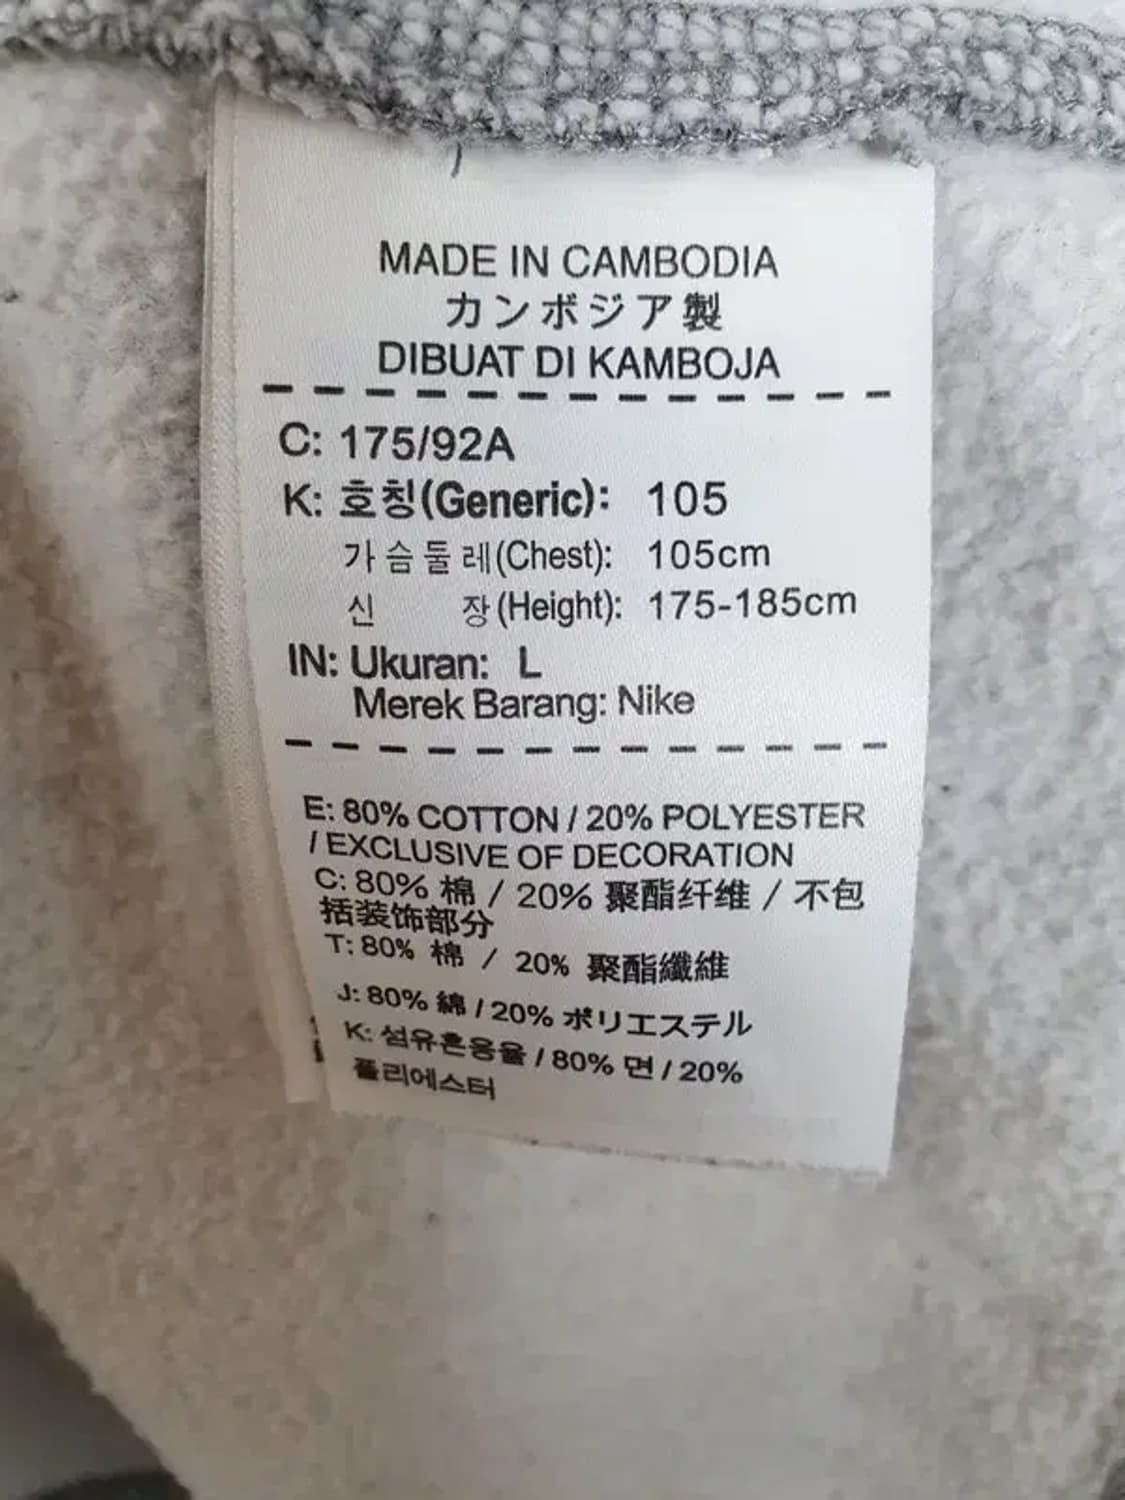 MADE IN CAMBODIA
カンボジア製
DIBUAT DI KAMBOJA
C: 175/92A
K: 호칭(Generic): 105
가슴둘레(Chest): 105cm
신 장(Height): 175-185cm
IN: Ukuran: L
Merek Barang: Nike
E: 80% COTTON / 20% POLYESTER
/ EXCLUSIVE OF DECORATION
C: 80% 棉 / 20% 聚酯纤维 / 不包
括装饰部分
T: 80% 棉 / 20% 聚酯纖維
J: 80% 綿 / 20% ポリエステル
K: 섬유혼용율 / 80% 면 / 20%
폴리에스터